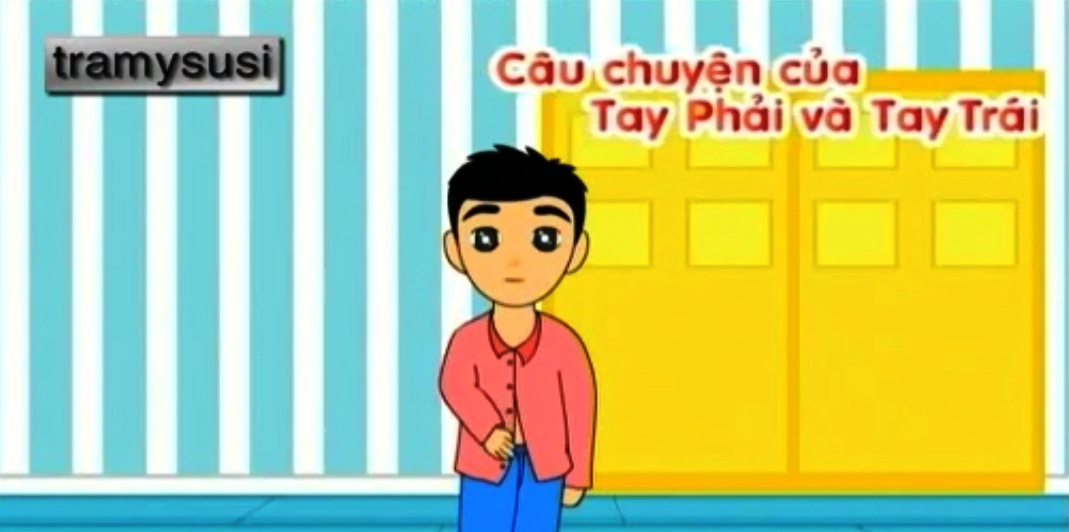 tramysusi
Câu chuyện của
Tay Phải và Tay Trái